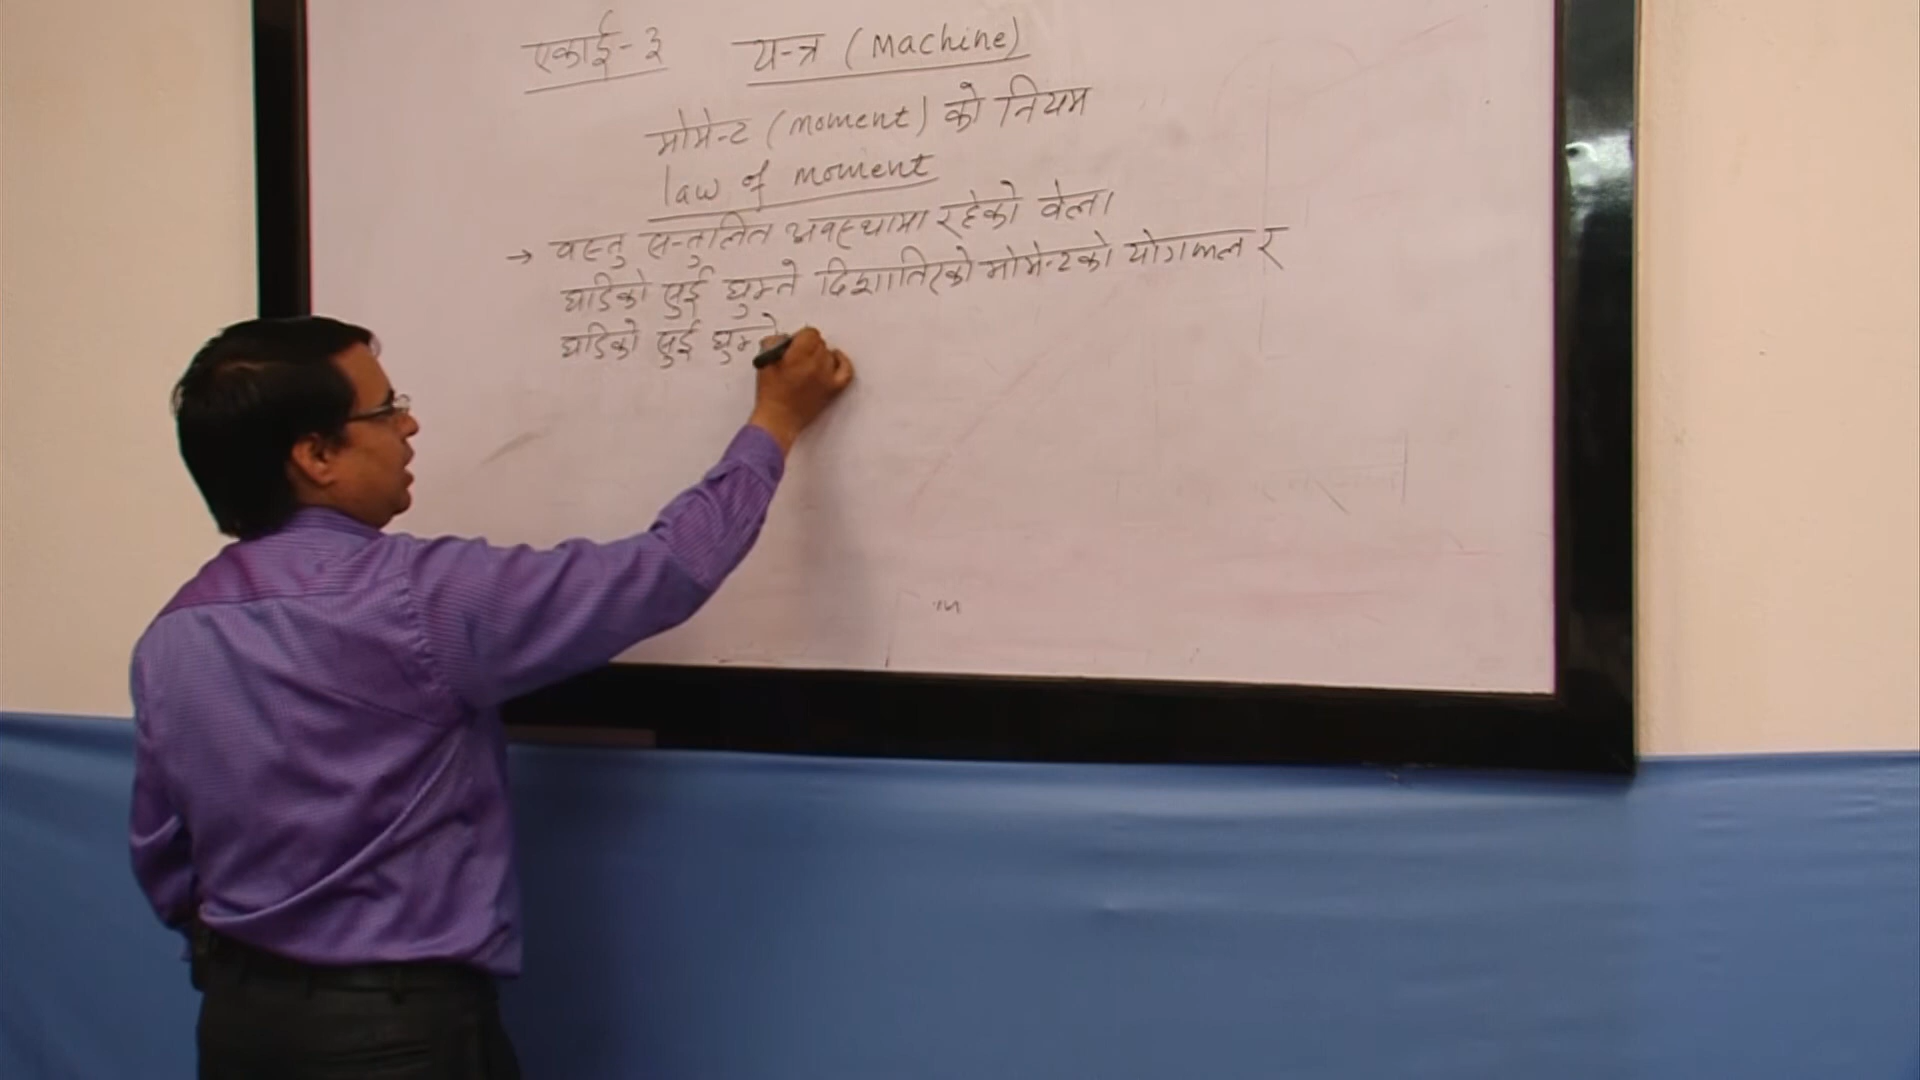 एकाई-३ यन्त्र (Machine)
मोमेन्ट (moment) को नियम
law of moment
→ वस्तु सन्तुलित अवस्थामा रहेको वेला
घडिको सुई घुम्ने दिशातिरको मोमेन्टको योगफल र
घडिको सुई घुम्ने